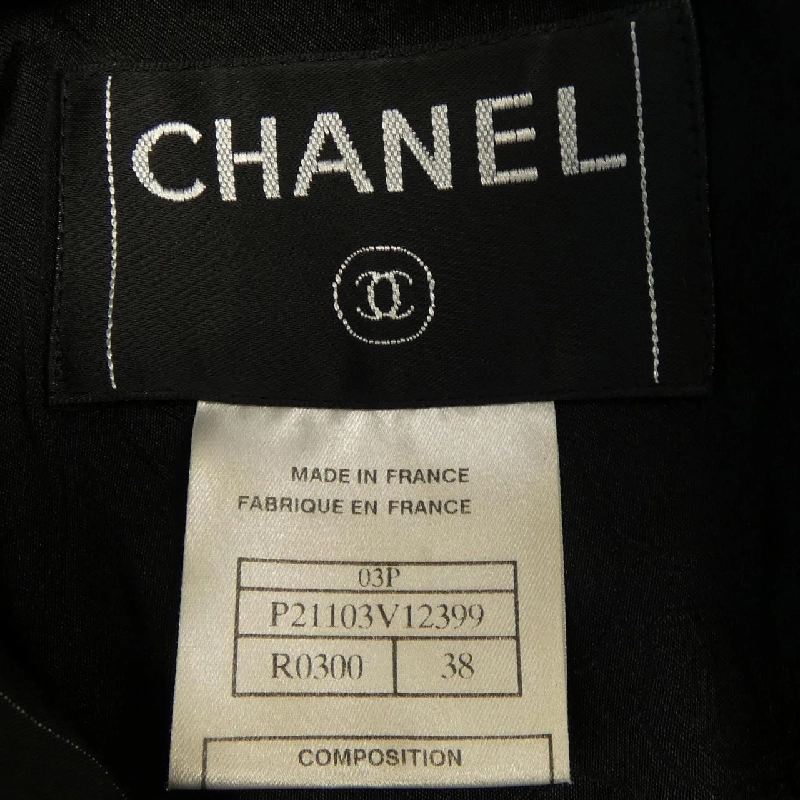 CHANEL
MADE IN FRANCE
FABRIQUE EN FRANCE
03P
P21103V12399
R0300 38
COMPOSITION